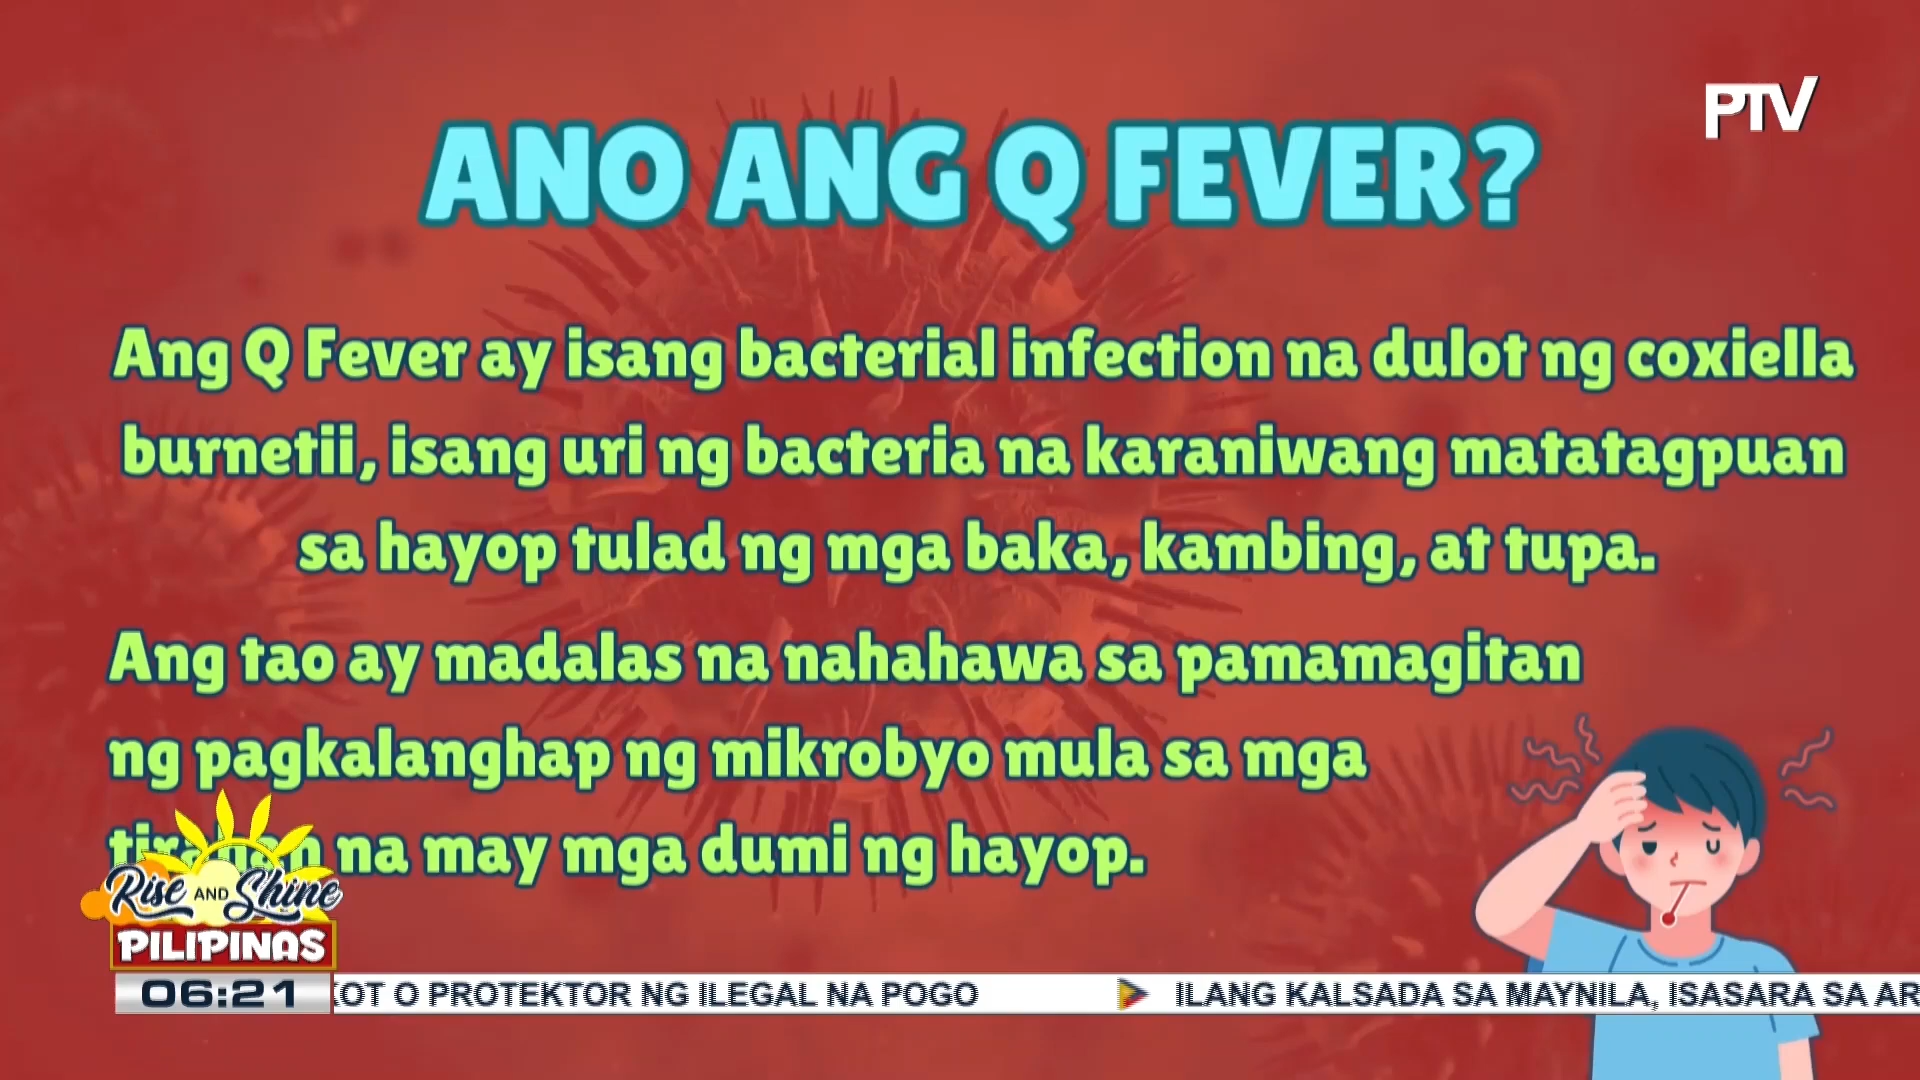 PTV
ANO ANG Q FEVER?
Ang Q Fever ay isang bacterial infection na dulot ng coxiella
burnetii, isang uri ng bacteria na karaniwang matatagpuan
sa hayop tulad ng mga baka, kambing, at tupa.
Ang tao ay madalas na nahahawa sa pamamagitan
ng pagkalanghap ng mikrobyo mula sa mga
na may mga dumi ng hayop.
Rise AND Shine
PILIPINAS
06:21
KOT O PROTEKTOR NG ILEGAL NA POGO
ILANG KALSADA SA MAYNILA, ISASARA SA AR